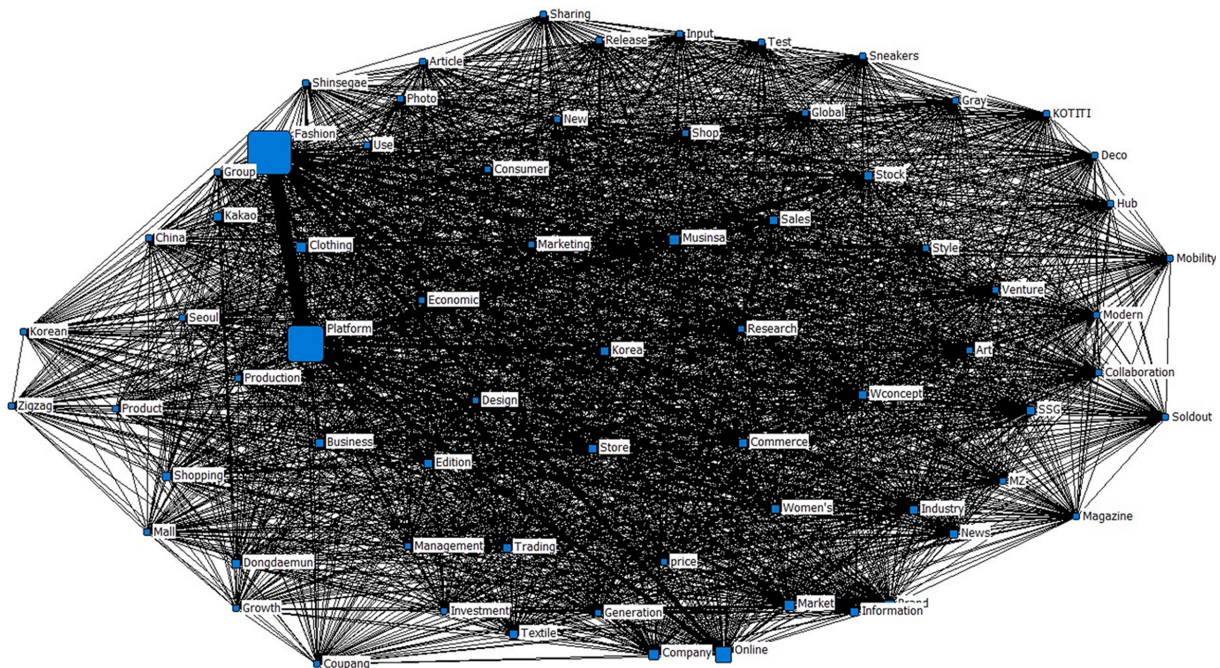 Sharing
Release
Input
Test
Sneakers
Article
Shinsegae
Photo
New
Shop
Global
Gray
KOTITI
Fashion
Use
Deco
Group
Consumer
Stock
Hub
Kakao
Sales
China
Clothing
Marketing
Musinsa
Style
Mobility
Venture
Economic
Seoul
Modern
Korean
Platform
Research
Korea
Art
Collaboration
Production
Wconcept
Zigzag
Product
Design
SSG
Soldout
Business
Store
Commerce
Edition
Shopping
MZ
Women's
Industry
Magazine
Mall
News
Management
Trading
price
Dongdaemun
Growth
Investment
Generation
Market
Brand
Information
Textile
Company
Online
Coupang